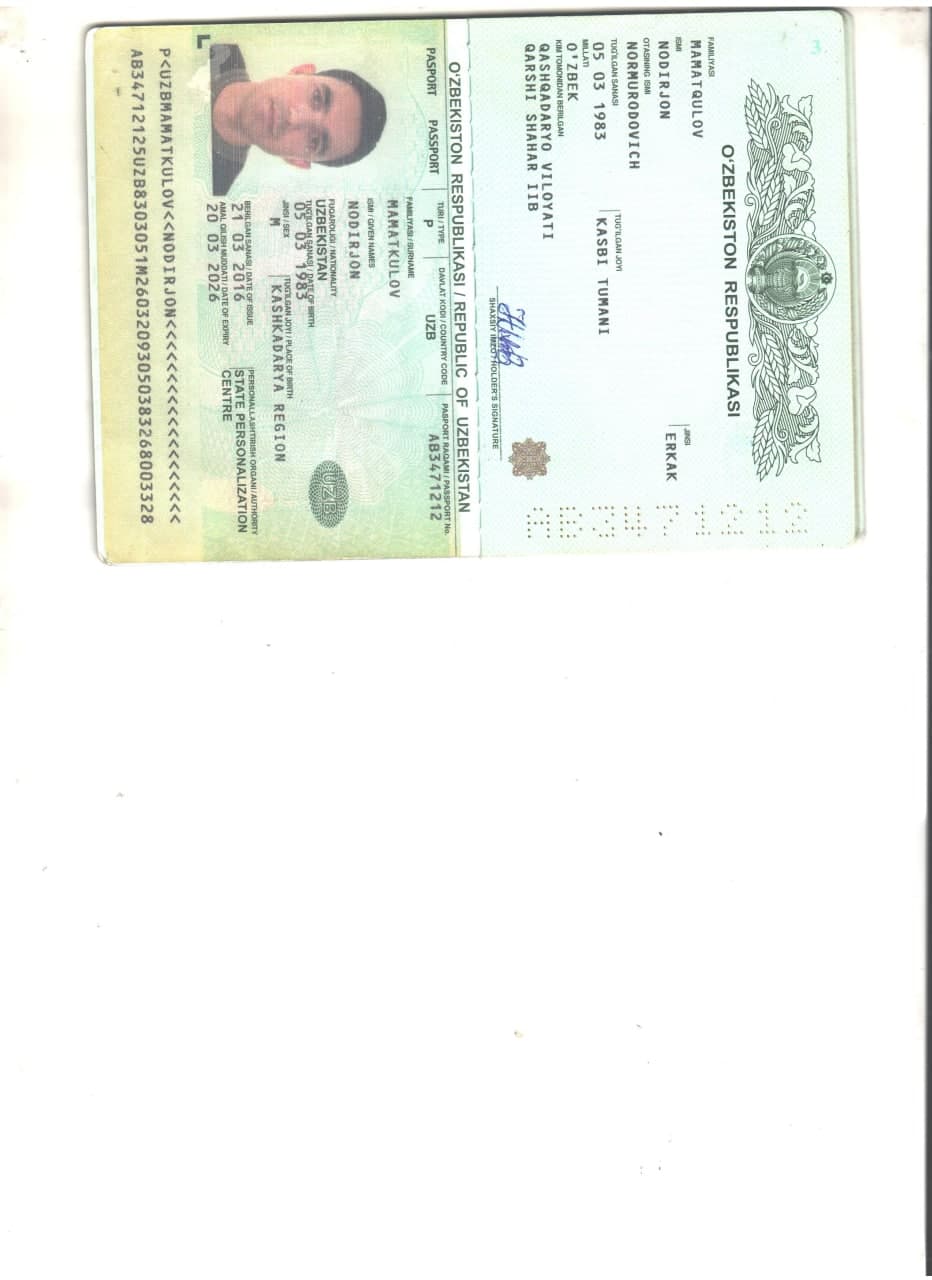 O‘ZBEKISTON RESPUBLIKASI
FAMILIYASI
MAMATQULOV
JINSI
ERKAK
ISMI
NODIRJON
OTASINING ISMI
NORMURODOVICH
TUG‘ILGAN SANASI
05 03 1983
TUG‘ILGAN JOYI
KASBI TUMANI
MILLATI
O'ZBEK
KIM TOMONIDAN BERILGAN
QASHQADARYO VILOYATI
QARSHI SHAHAR IIB
SHAXSIY IMZO / HOLDER'S SIGNATURE
AB3471212
O‘ZBEKISTON RESPUBLIKASI / REPUBLIC OF UZBEKISTAN
PASPORT PASSPORT
TURI / TYPE
P
DAVLAT KODI / COUNTRY CODE
UZB
PASPORT RAQAMI / PASSPORT No.
AB3471212
FAMILIYASI / SURNAME
MAMATKULOV
ISMI / GIVEN NAMES
NODIRJON
FUQAROLIGI / NATIONALITY
UZBEKISTAN
TUG‘ILGAN SANASI / DATE OF BIRTH
05 03 1983
JINSI / SEX
M
TUG‘ILGAN JOYI / PLACE OF BIRTH
KASHKADARYA REGION
UZB
BERILGAN SANASI / DATE OF ISSUE
21 03 2016
PERSONALLASHTIRISH ORGANI / AUTHORITY
STATE PERSONALIZATION
CENTRE
AMAL QILISH MUDDATI / DATE OF EXPIRY
20 03 2026
P<UZBMAMATKULOV<<NODIRJON<<<<<<<<<<<<<<<<<<<
AB34712125UZB8303051M26032093050383268003328